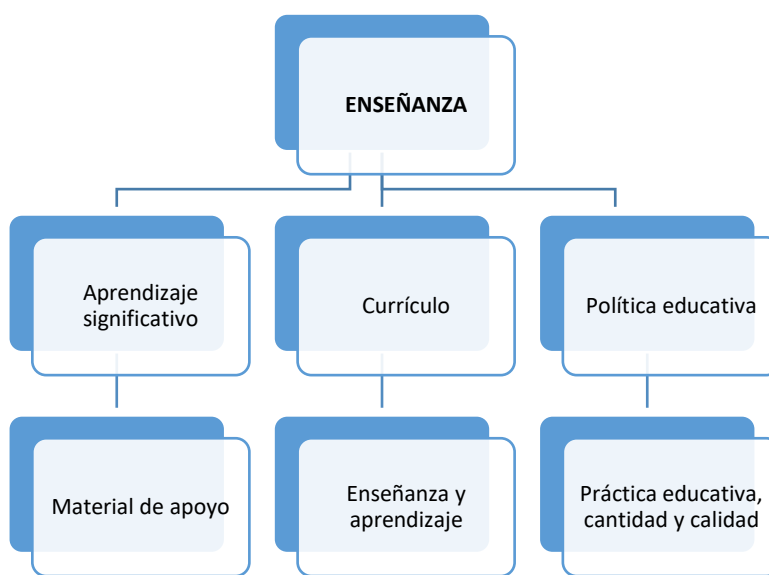 ENSEÑANZA
Aprendizaje
significativo
Currículo
Política educativa
Material de apoyo
Enseñanza y
aprendizaje
Práctica educativa,
cantidad y calidad